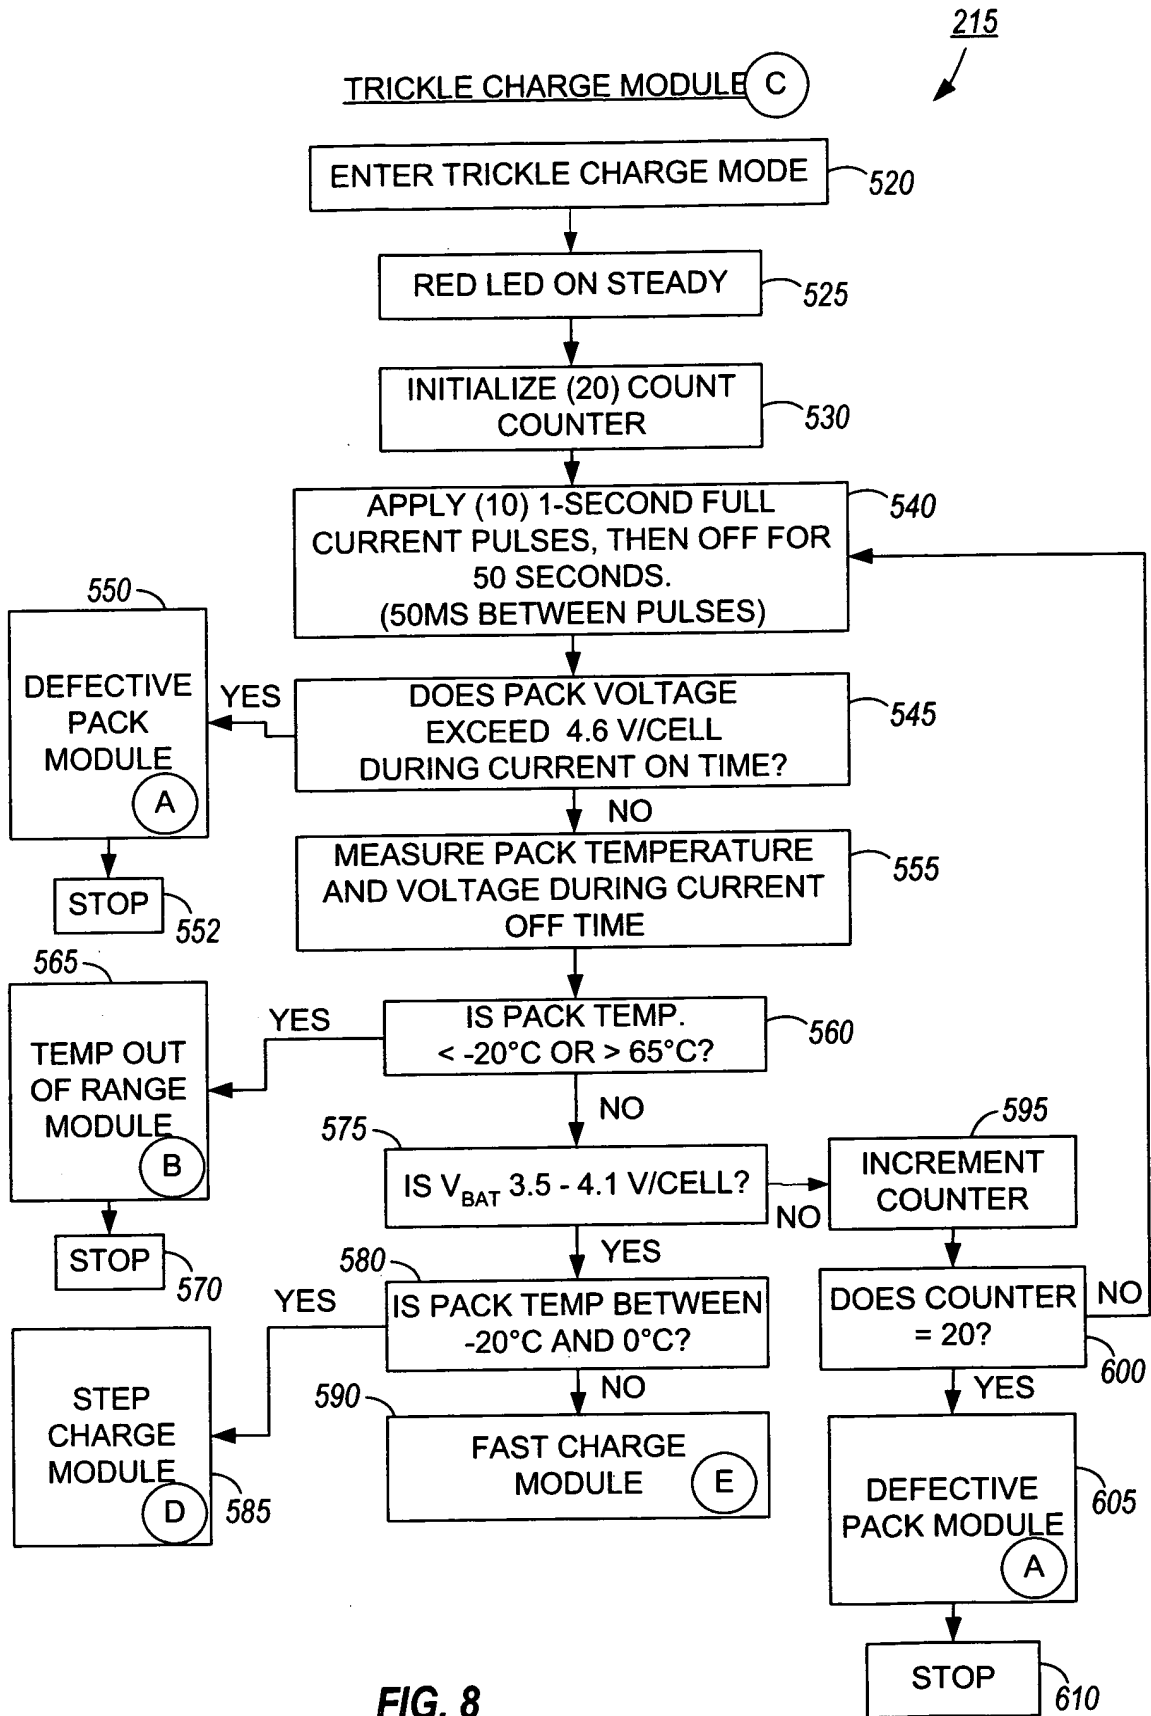 215
TRICKLE CHARGE MODULE C
ENTER TRICKLE CHARGE MODE
520
RED LED ON STEADY
525
INITIALIZE (20) COUNT
COUNTER
530
APPLY (10) 1-SECOND FULL
CURRENT PULSES, THEN OFF FOR
50 SECONDS.
(50MS BETWEEN PULSES)
540
550
DEFECTIVE
PACK
MODULE
A
YES
DOES PACK VOLTAGE
EXCEED 4.6 V/CELL
DURING CURRENT ON TIME?
545
NO
STOP
552
MEASURE PACK TEMPERATURE
AND VOLTAGE DURING CURRENT
OFF TIME
555
565
TEMP OUT
OF RANGE
MODULE
B
YES
IS PACK TEMP.
< -20°C OR > 65°C?
560
NO
STOP
570
575
IS VBAT 3.5 - 4.1 V/CELL?
NO
595
INCREMENT
COUNTER
YES
580
IS PACK TEMP BETWEEN
-20°C AND 0°C?
YES
DOES COUNTER
= 20?
NO
600
STEP
CHARGE
MODULE
D
585
NO
590
FAST CHARGE
MODULE
E
YES
DEFECTIVE
PACK MODULE
A
605
STOP
610
FIG. 8